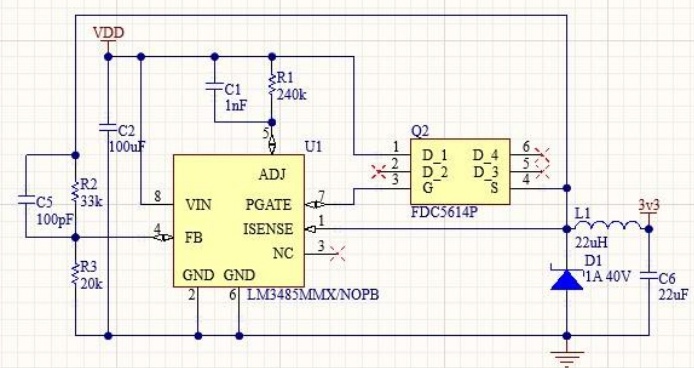 VDD
C1
1nF
R1
240k
C2
100uF
5
U1
Q2
ADJ
1
D_1
D_4
6
2
D_2
D_3
5
3
G
S
4
FDC5614P
R2
33k
C5
100pF
8
VIN
PGATE
7
ISENSE
1
4
FB
NC
3
L1
22uH
3v3
R3
20k
GND
GND
2
6
LM3485MMX/NOPB
D1
1A 40V
C6
22uF